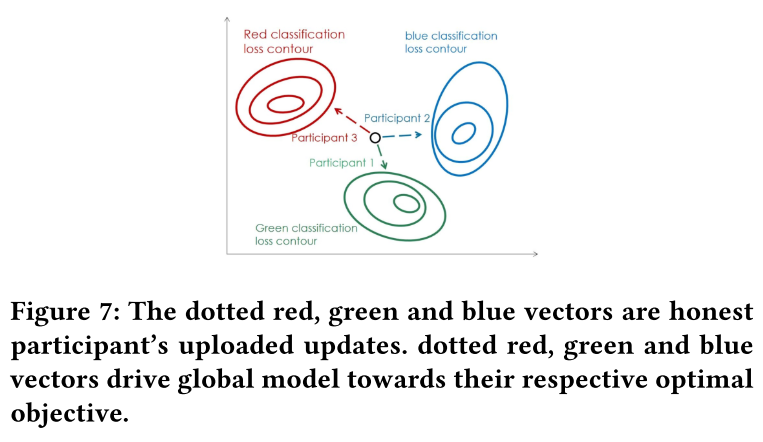 Red classification
loss contour
blue classification
loss contour
Participant 2
Participant 3
Participant 1
Green classification
loss contour
Figure 7: The dotted red, green and blue vectors are honest
participant's uploaded updates. dotted red, green and blue
vectors drive global model towards their respective optimal
objective.